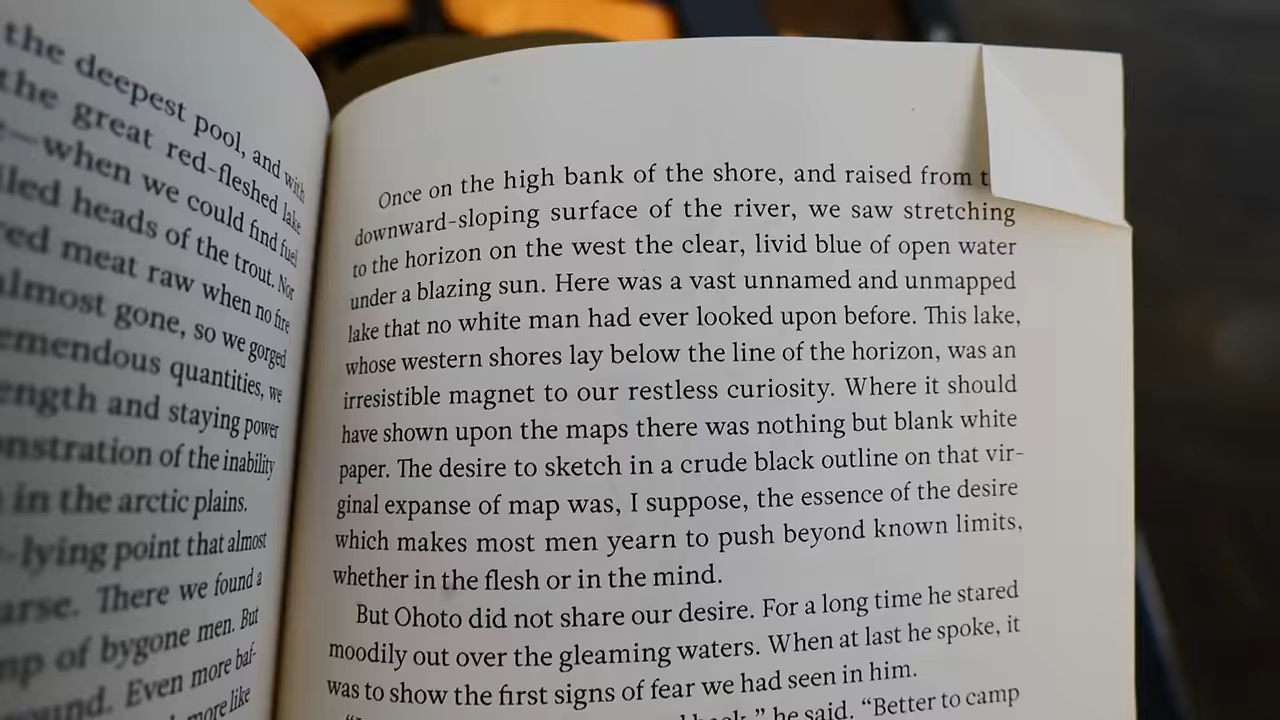 the deepest pool, and with
the great red-fleshed lake
—when we could find fuel
heads of the trout. Nor
meat raw when no fire
almost gone, so we gorged
quantities, we
and staying power
of the inability
in the arctic plains.
-lying point that almost
There we found a
of bygone men. But
Even more baf-
more like
Once on the high bank of the shore, and raised from
downward-sloping surface of the river, we saw stretching
to the horizon on the west the clear, livid blue of open water
under a blazing sun. Here was a vast unnamed and unmapped
lake that no white man had ever looked upon before. This lake,
whose western shores lay below the line of the horizon, was an
irresistible magnet to our restless curiosity. Where it should
have shown upon the maps there was nothing but blank white
paper. The desire to sketch in a crude black outline on that vir-
ginal expanse of map was, I suppose, the essence of the desire
which makes most men yearn to push beyond known limits,
whether in the flesh or in the mind.
But Ohoto did not share our desire. For a long time he stared
moodily out over the gleaming waters. When at last he spoke, it
was to show the first signs of fear we had seen in him.
” he said. “Better to camp